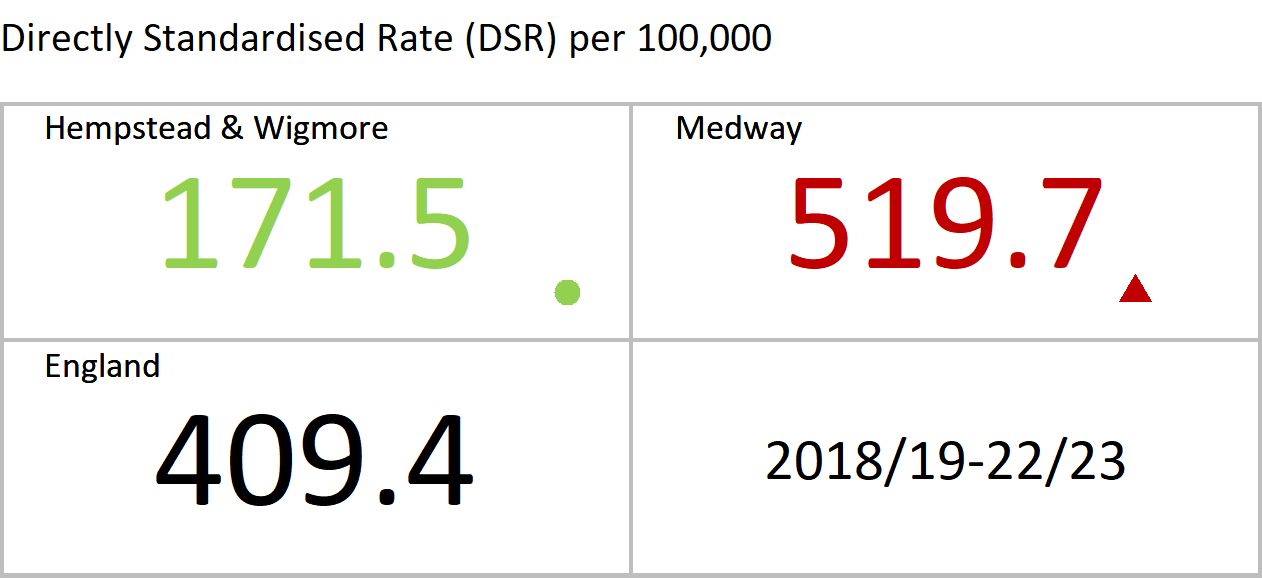 Directly Standardised Rate (DSR) per 100,000
Hempstead & Wigmore
171.5
Medway
519.7
England
409.4
2018/19-22/23